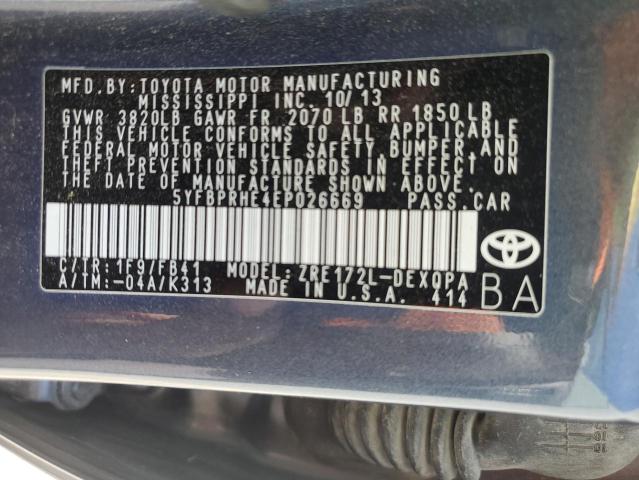 MFD.BY:TOYOTA MOTOR MANUFACTURING
MISSISSIPPI INC. 10/13
GVWR 3820LB GAWR FR 2070 LB RR 1850 LB
THIS VEHICLE CONFORMS TO ALL APPLICABLE
FEDERAL MOTOR VEHICLE SAFETY, BUMPER,AND
THEFT PREVENTION STANDARDS IN EFFECT ON
THE DATE OF MANUFACTURE SHOWN ABOVE.
5YFBPRHE4EP026669 PASS.CAR
C/TR:1F9/FB41 MODEL:ZRE172L-DEXQPA
A/TM:-04A/K313 MADE IN U.S.A. 414
BA